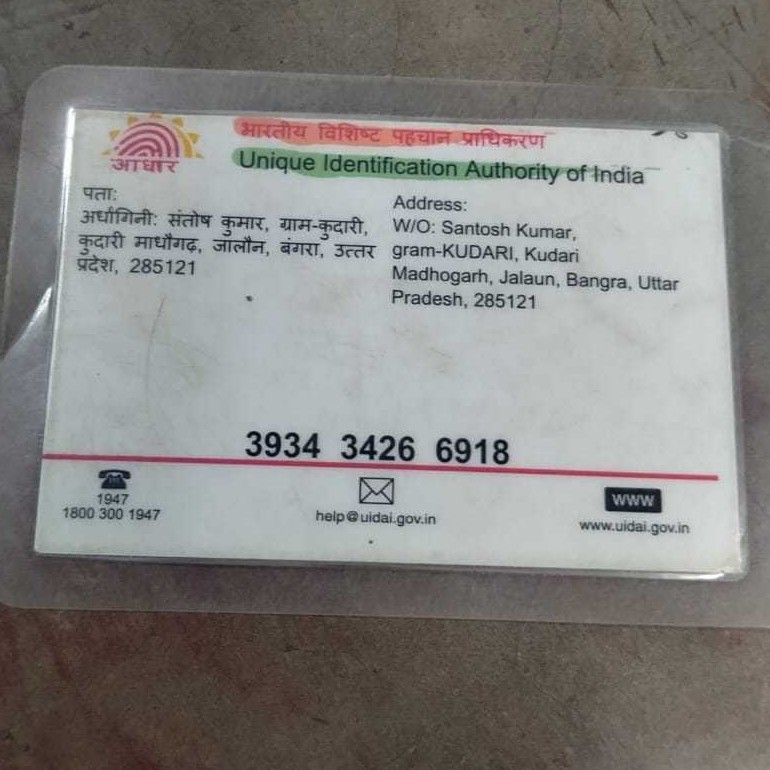 आधार
भारतीय विशिष्ट पहचान प्राधिकरण
Unique Identification Authority of India
पता:
अर्धांगिनी: संतोष कुमार, ग्राम-कुदारी,
कुदारी माधौगढ़, जालौन, बंगरा, उत्तर
प्रदेश, 285121
Address:
W/O: Santosh Kumar,
gram-KUDARI, Kudari
Madhogarh, Jalaun, Bangra, Uttar
Pradesh, 285121
3934 3426 6918
1947
1800 300 1947
help@uidai.gov.in
www
www.uidai.gov.in